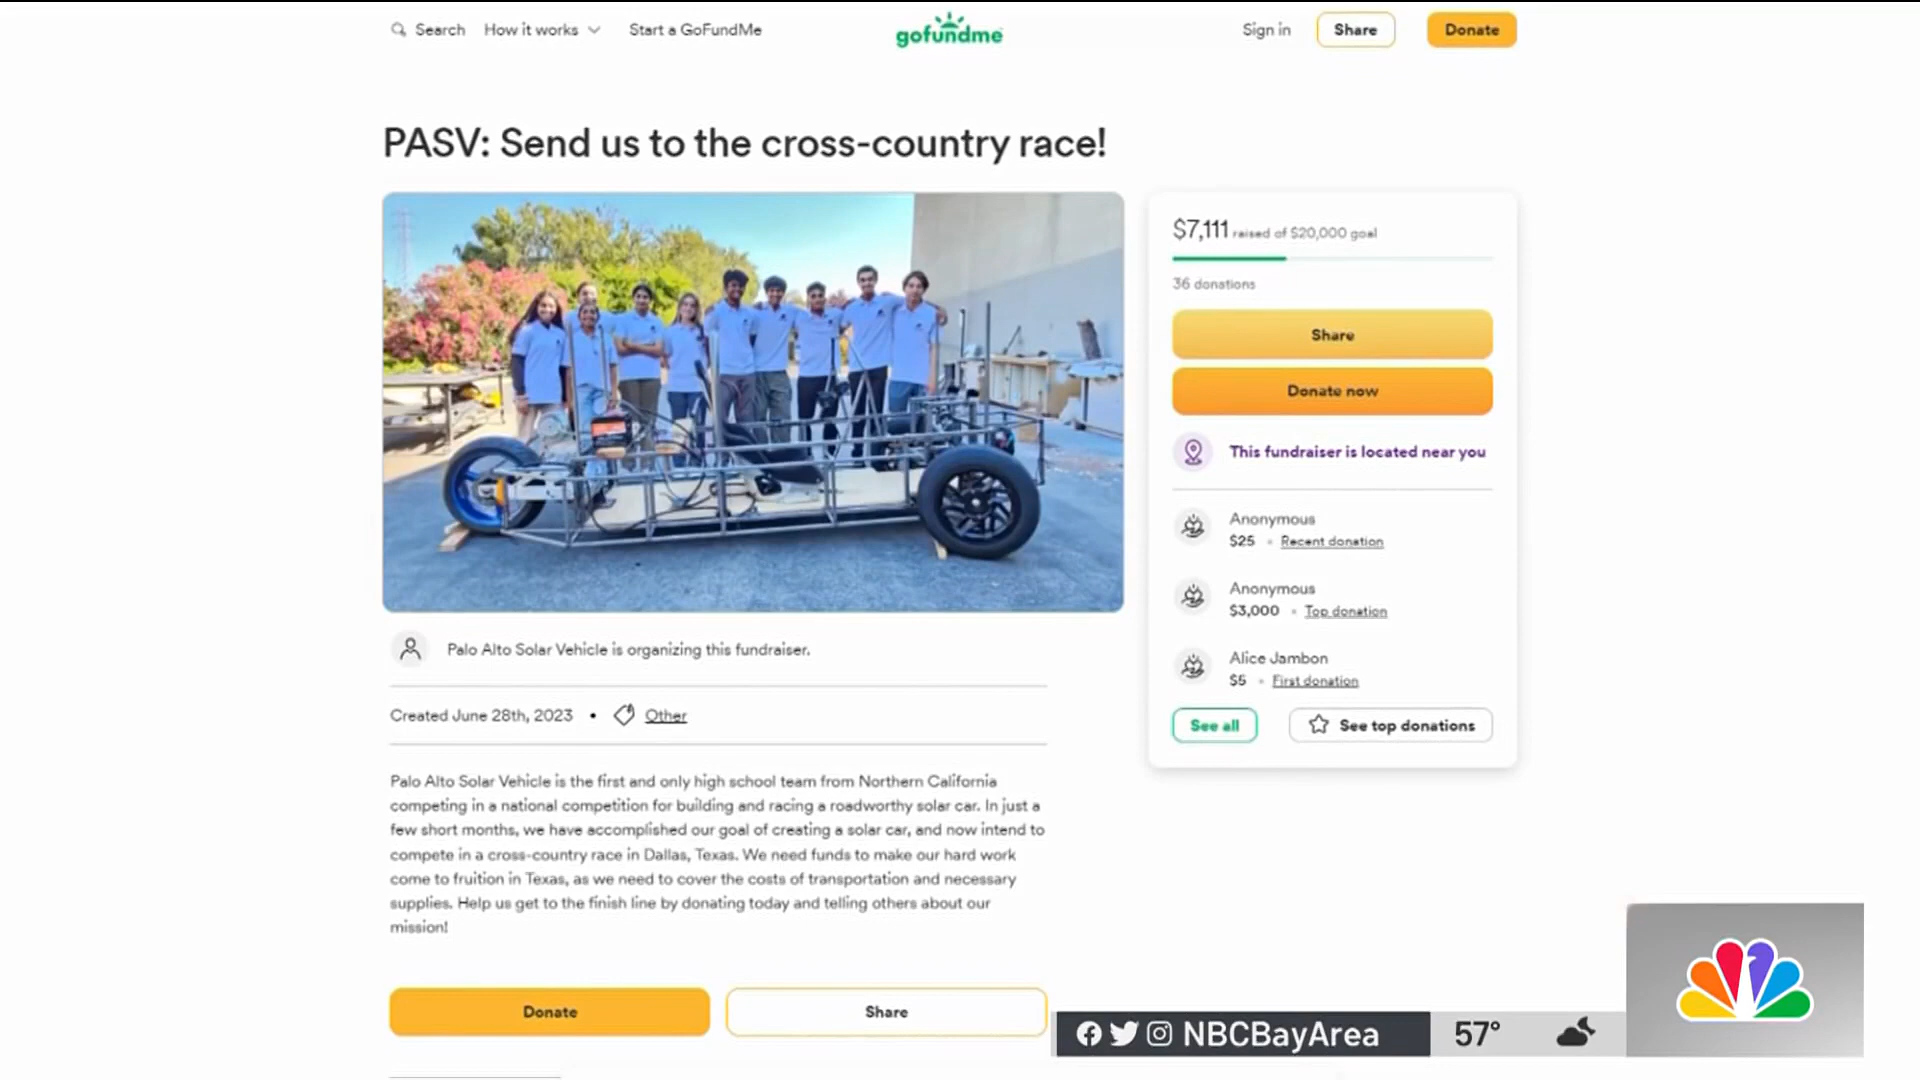 Search How it works Start a GoFundMe gofundme Sign in Share Donate
PASV: Send us to the cross-country race!
$7,111 raised of $20,000 goal
36 donations
Share
Donate now
This fundraiser is located near you
Anonymous
$25 • Recent donation
Anonymous
$3,000 • Top donation
Alice Jambon
$5 • First donation
See all See top donations
Palo Alto Solar Vehicle is organizing this fundraiser.
Created June 28th, 2023 • Other
Palo Alto Solar Vehicle is the first and only high school team from Northern California
competing in a national competition for building and racing a roadworthy solar car. In just a
few short months, we have accomplished our goal of creating a solar car, and now intend to
compete in a cross-country race in Dallas, Texas. We need funds to make our hard work
come to fruition in Texas, as we need to cover the costs of transportation and necessary
supplies. Help us get to the finish line by donating today and telling others about our
mission!
Donate Share
NBCBayArea 57°